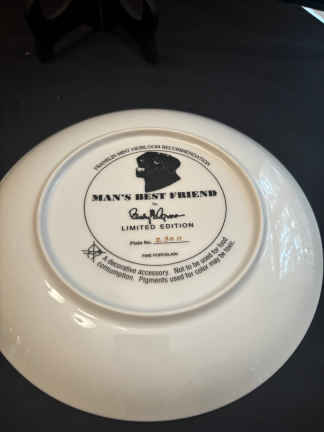 FRANKLIN MINT HEIRLOOM RECOMMENDATION
MAN'S BEST FRIEND
by
LIMITED EDITION
Plate No.
FINE PORCELAIN
A decorative accessory. Not to be used for food
consumption. Pigments used for color may be toxic.